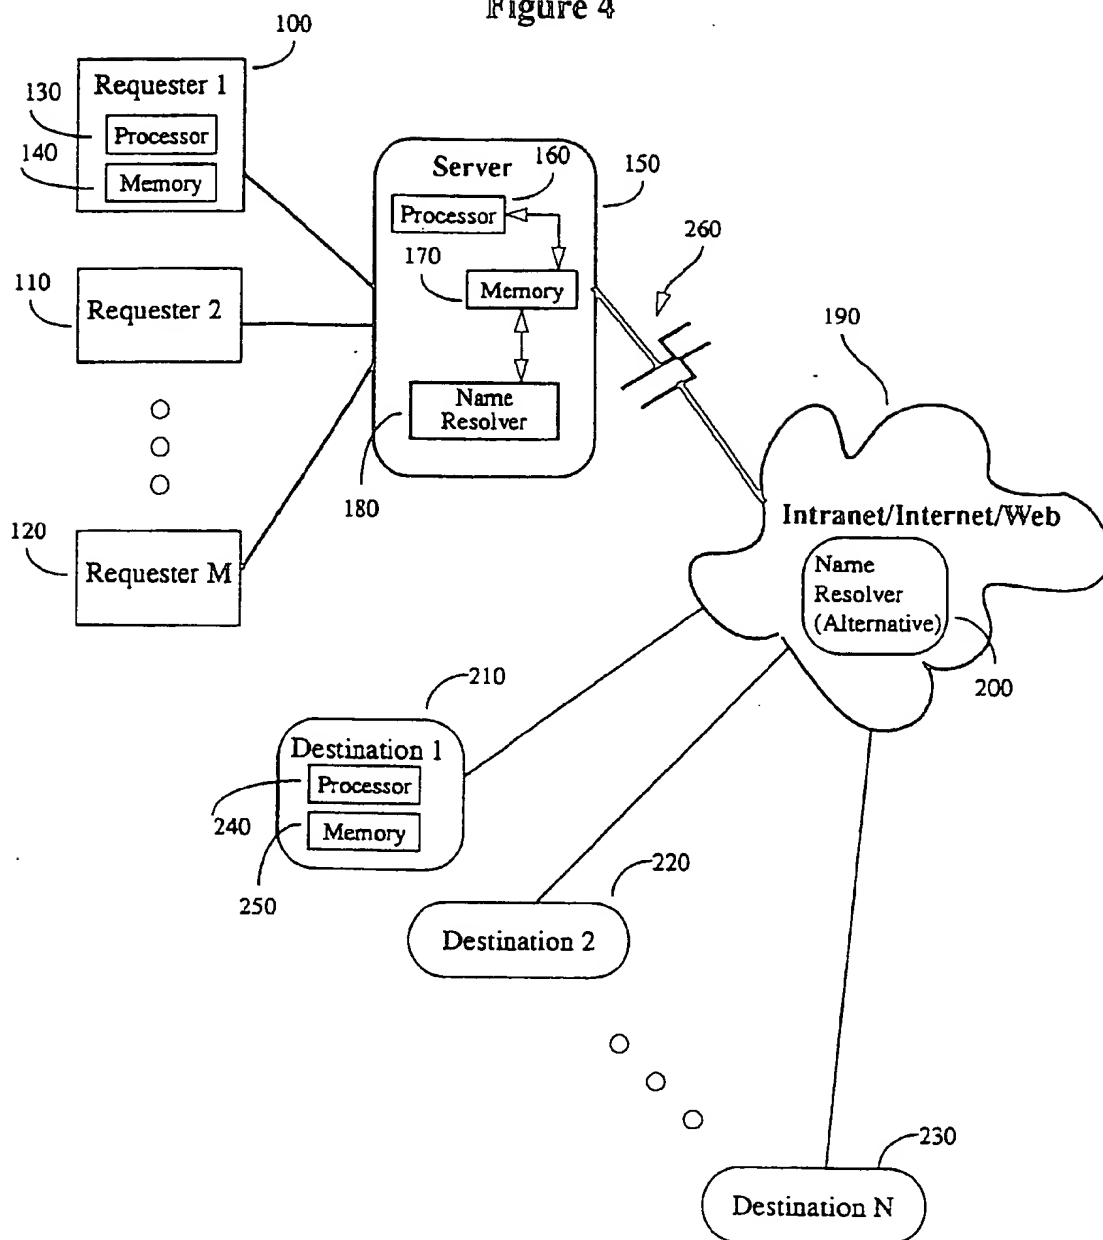 Figure 4
100
Requester 1
130
Processor
140
Memory
Server
160
150
Processor
260
170
Memory
110
Requester 2
190
Name
Resolver
180
120
Requester M
Intranet/Internet/Web
Name
Resolver
(Alternative)
200
210
Destination 1
Processor
240
Memory
250
220
Destination 2
230
Destination N